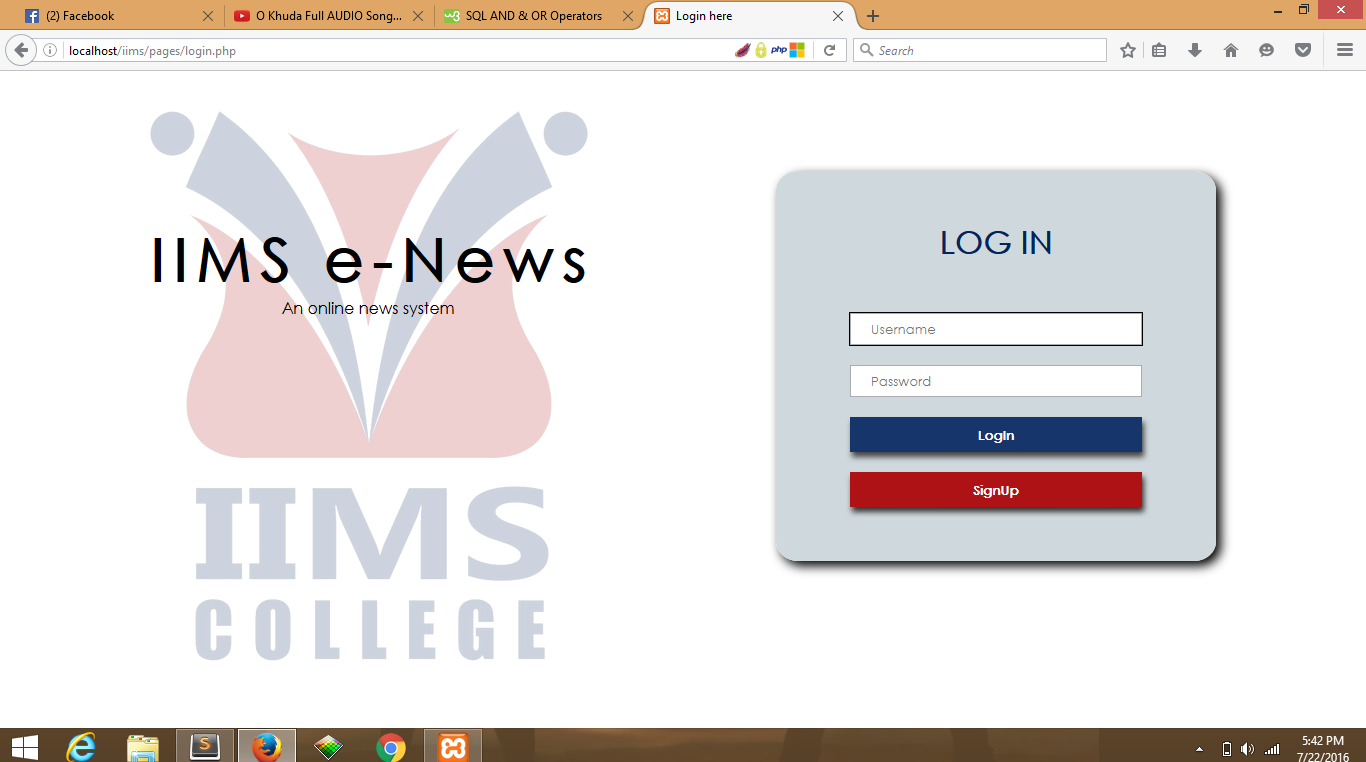 (2) Facebook
O Khuda Full AUDIO Song...
SQL AND & OR Operators
Login here
localhost/iims/pages/login.php
php
Search
IIMS e-News
An online news system
IIMS
COLLEGE
LOG IN
Username
Password
LogIn
SignUp
5:42 PM
7/22/2016